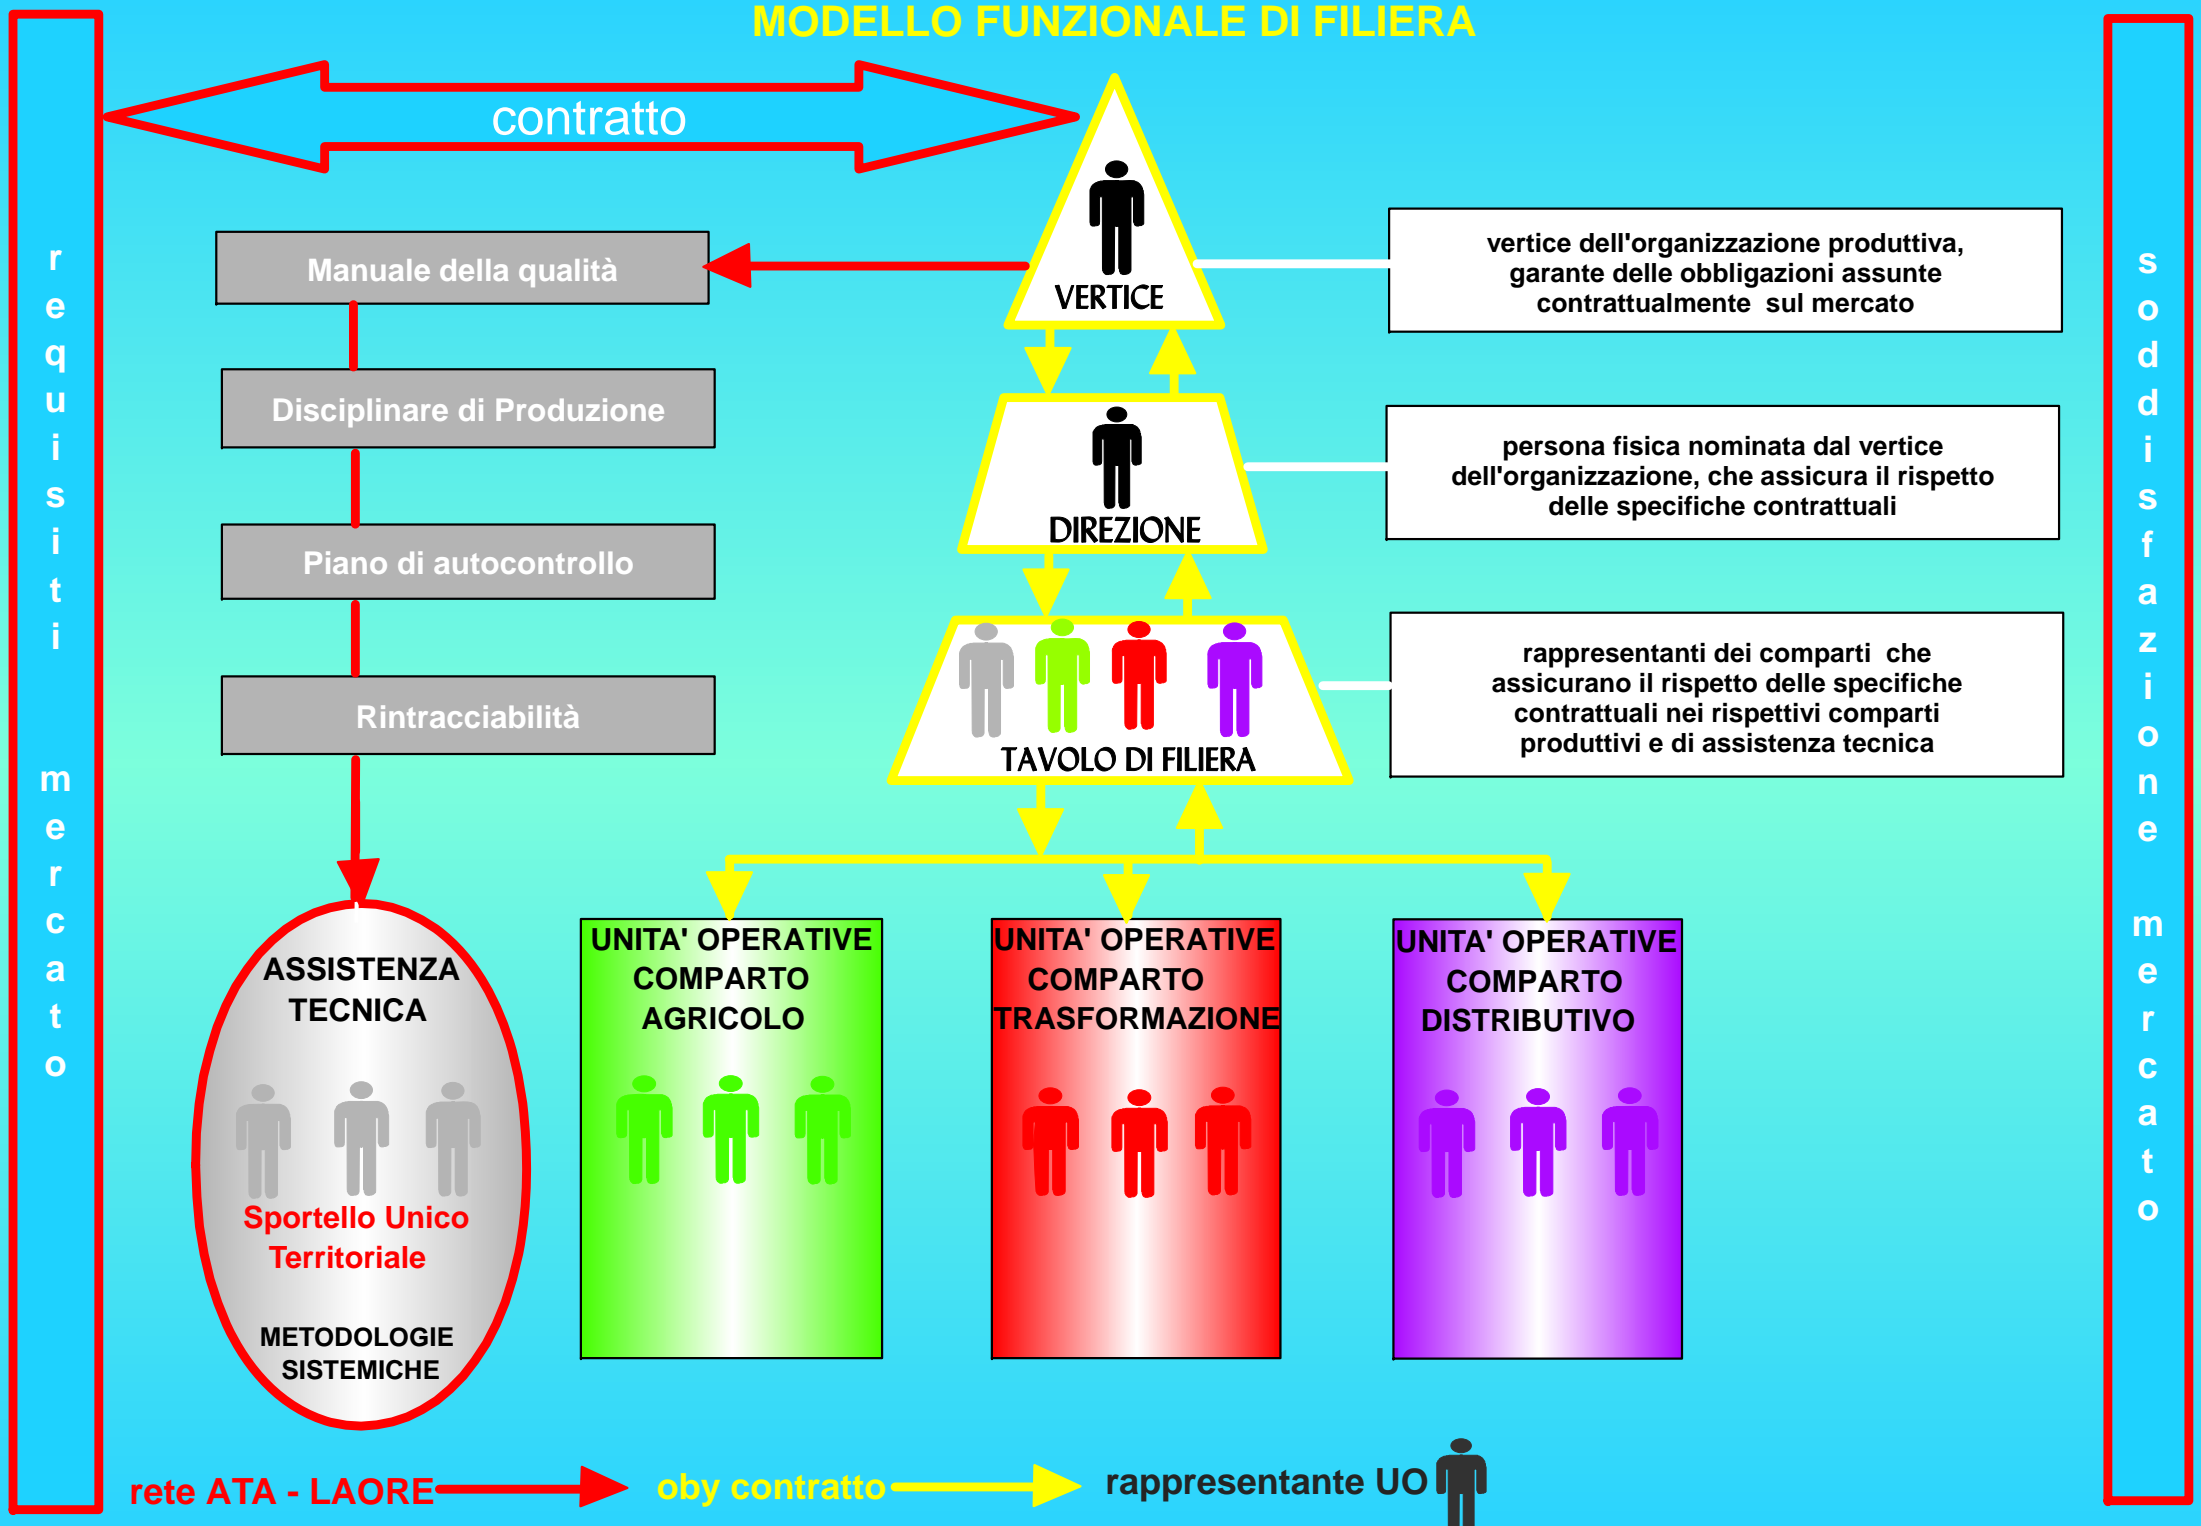 MODELLO FUNZIONALE DI FILIERA
requisiti mercato
contratto
VERTICE
vertice dell'organizzazione produttiva,
garante delle obbligazioni assunte
contrattualmente sul mercato
Manuale della qualità
Disciplinare di Produzione
Piano di autocontrollo
Rintracciabilità
DIREZIONE
persona fisica nominata dal vertice
dell'organizzazione, che assicura il rispetto
delle specifiche contrattuali
TAVOLO DI FILIERA
rappresentanti dei comparti che
assicurano il rispetto delle specifiche
contrattuali nei rispettivi comparti
produttivi e di assistenza tecnica
soddisfazione mercato
ASSISTENZA
TECNICA
Sportello Unico
Territoriale
METODOLOGIE
SISTEMICHE
UNITA' OPERATIVE
COMPARTO
AGRICOLO
UNITA' OPERATIVE
COMPARTO
TRASFORMAZIONE
UNITA' OPERATIVE
COMPARTO
DISTRIBUTIVO
rete ATA - LAORE
oby contratto
rappresentante UO